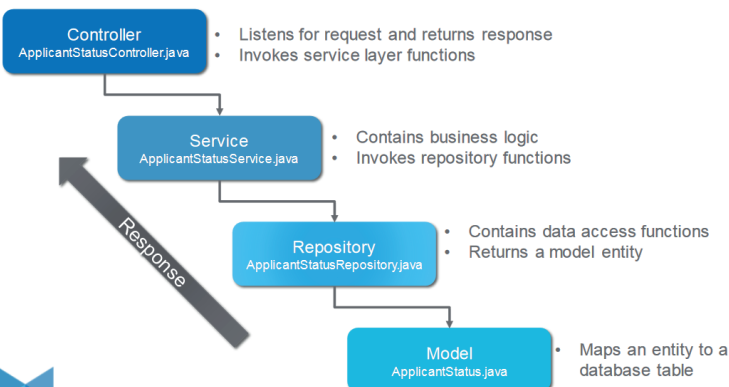 Controller
ApplicantStatusController.java
• Listens for request and returns response
• Invokes service layer functions
Service
ApplicantStatusService.java
• Contains business logic
• Invokes repository functions
Response
Repository
ApplicantStatusRepository.java
• Contains data access functions
• Returns a model entity
Model
ApplicantStatus.java
• Maps an entity to a
database table